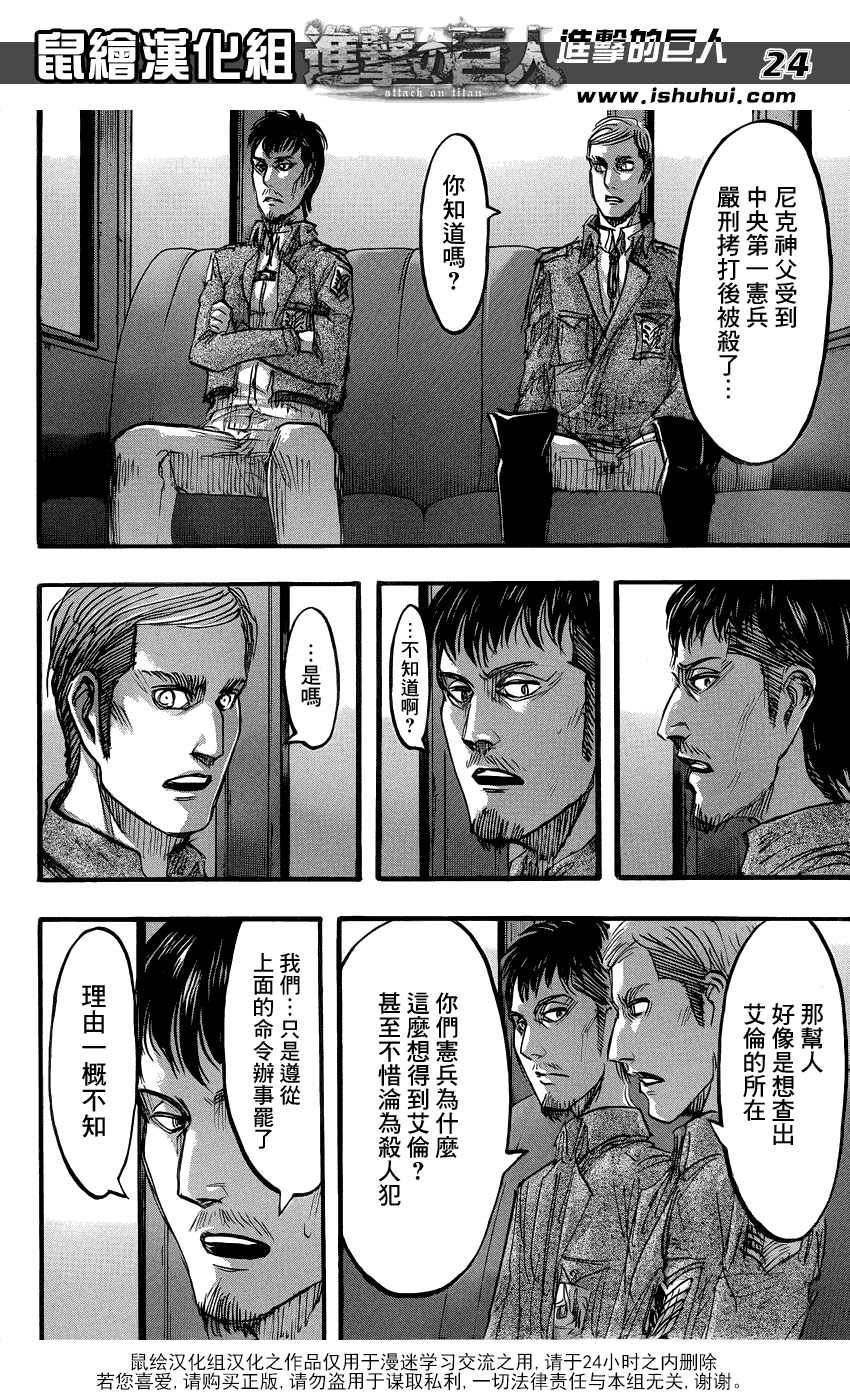 鼠繪漢化組
進撃の巨人
attack on titan
進擊的巨人
24
www.ishuhui.com
尼克神父受到
中央第一憲兵
嚴刑拷打後被殺了…
你知道嗎？
…不知道啊？
…是嗎
那幫人
好像是想查出
艾倫的所在
你們憲兵為什麼
這麼想得到艾倫？
甚至不惜淪為殺人犯
我們…只是遵從
上面的命令辦事罷了
理由一概不知
鼠绘汉化组汉化之作品仅用于漫迷学习交流之用,请于24小时之内删除
若您喜爱,请购买正版,请勿盗用于谋取私利,一切法律责任与本组无关,谢谢。